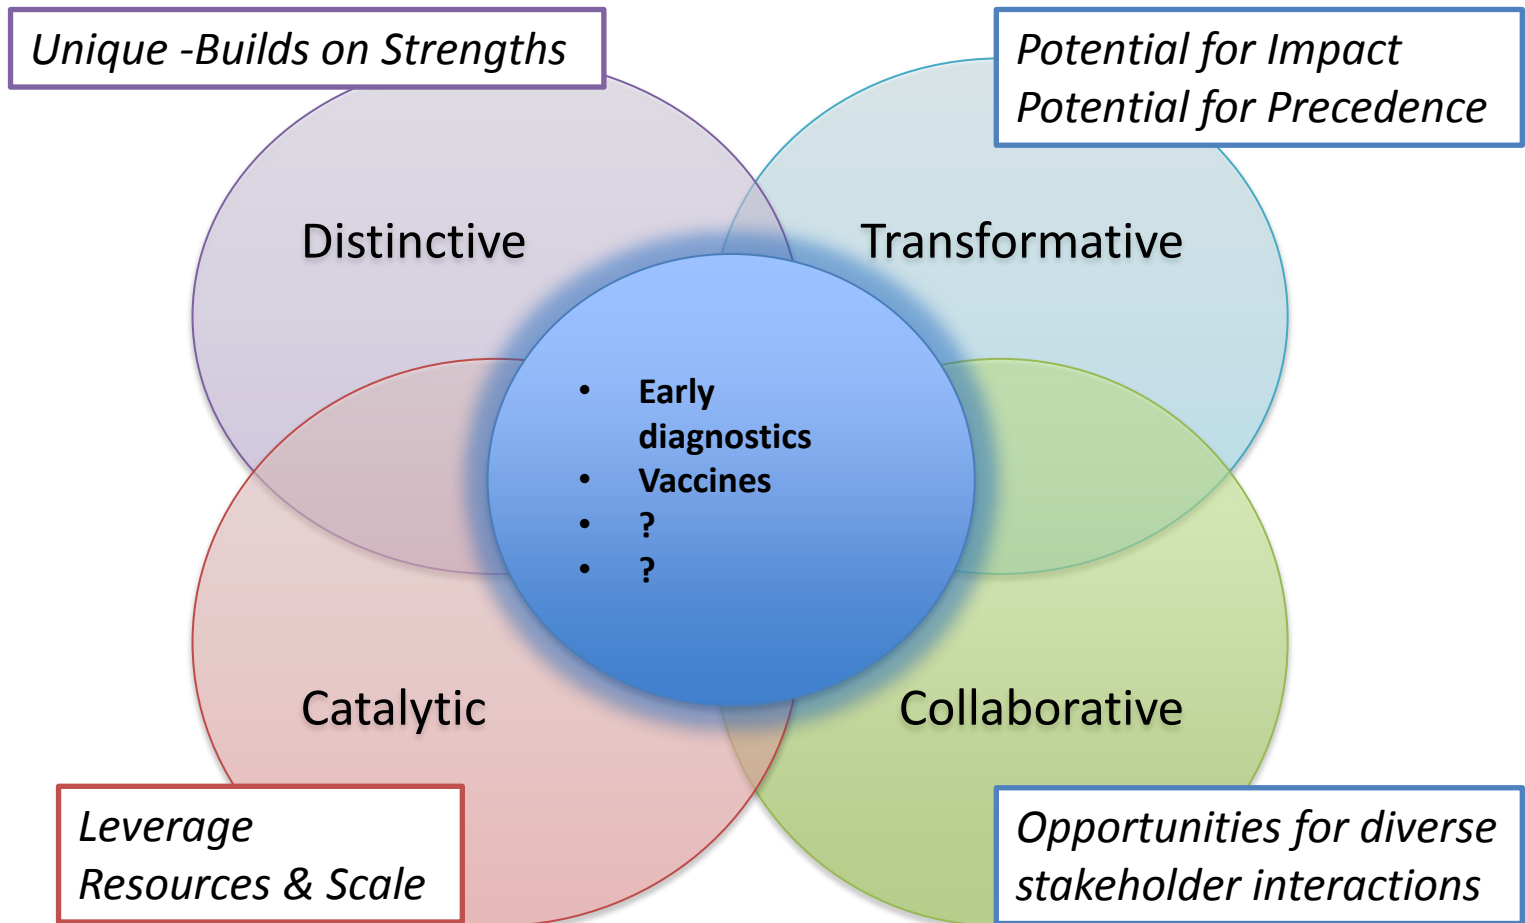 Unique -Builds on Strengths
Potential for Impact
Potential for Precedence
Distinctive
Transformative
• Early
diagnostics
• Vaccines
• ?
• ?
Catalytic
Collaborative
Leverage
Resources & Scale
Opportunities for diverse
stakeholder interactions